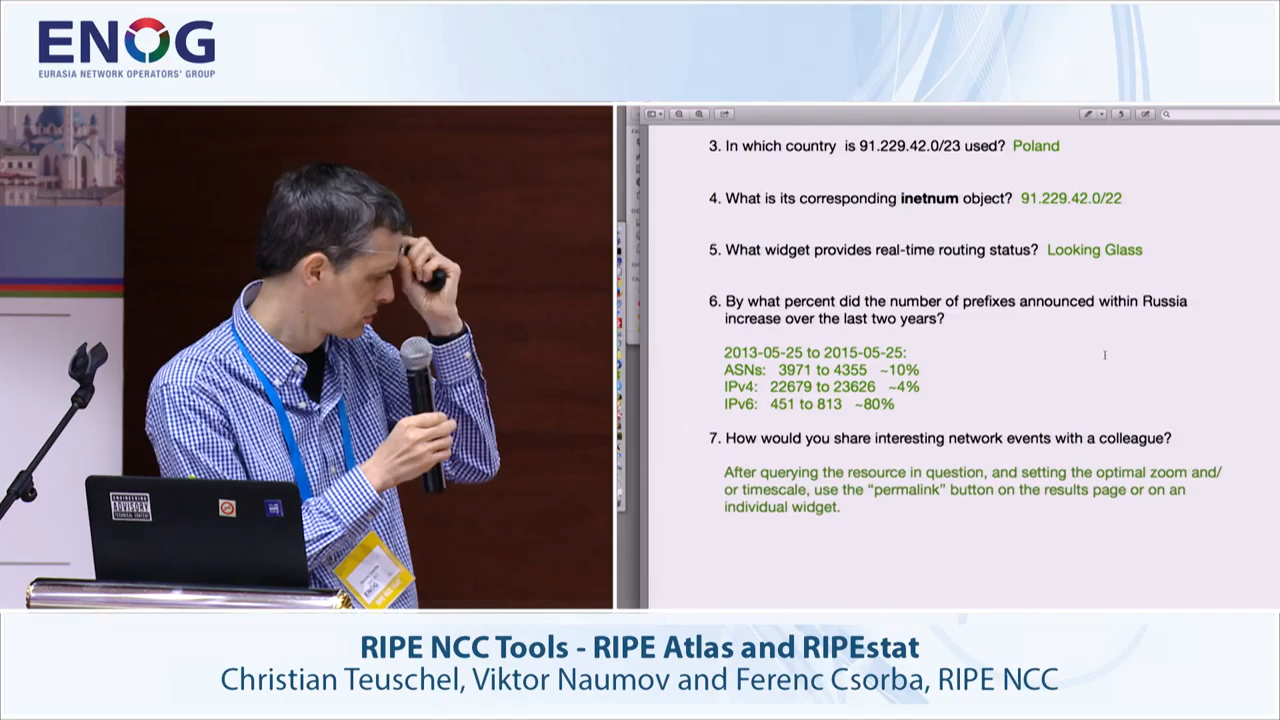 ENOG
EURASIA NETWORK OPERATORS' GROUP
3. In which country is 91.229.42.0/23 used? Poland
4. What is its corresponding inetnum object? 91.229.42.0/22
5. What widget provides real-time routing status? Looking Glass
6. By what percent did the number of prefixes announced within Russia
increase over the last two years?
2013-05-25 to 2015-05-25:
ASNs: 3971 to 4355 ~10%
IPv4: 22679 to 23626 ~4%
IPv6: 451 to 813 ~80%
7. How would you share interesting network events with a colleague?
After querying the resource in question, and setting the optimal zoom and/
or timescale, use the “permalink” button on the results page or on an
individual widget.
ADVISORY
ENOG
RIPE NCC Tools - RIPE Atlas and RIPEstat
Christian Teuschel, Viktor Naumov and Ferenc Csorba, RIPE NCC